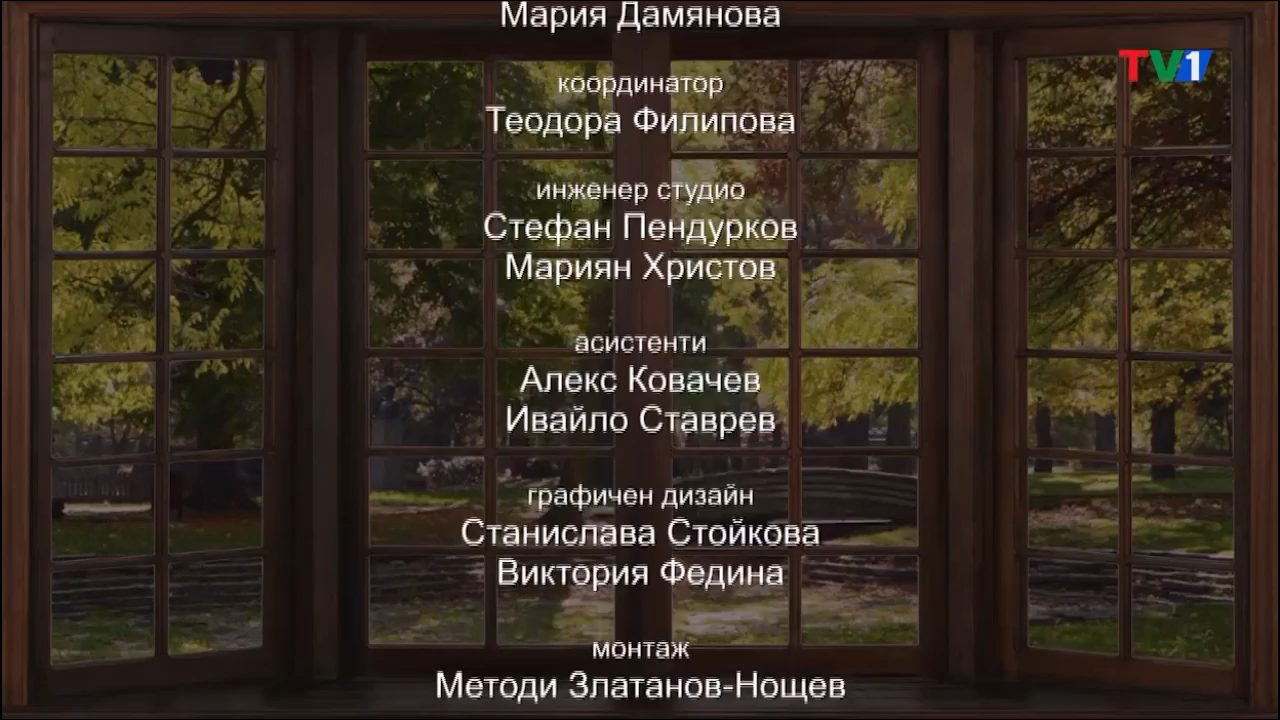 Мария Дамянова
TV1
координатор
Теодора Филипова
инженер студио
Стефан Пендурков
Мариян Христов
асистенти
Алекс Ковачев
Ивайло Ставрев
графичен дизайн
Станислава Стойкова
Виктория Федина
монтаж
Методи Златанов-Нощев